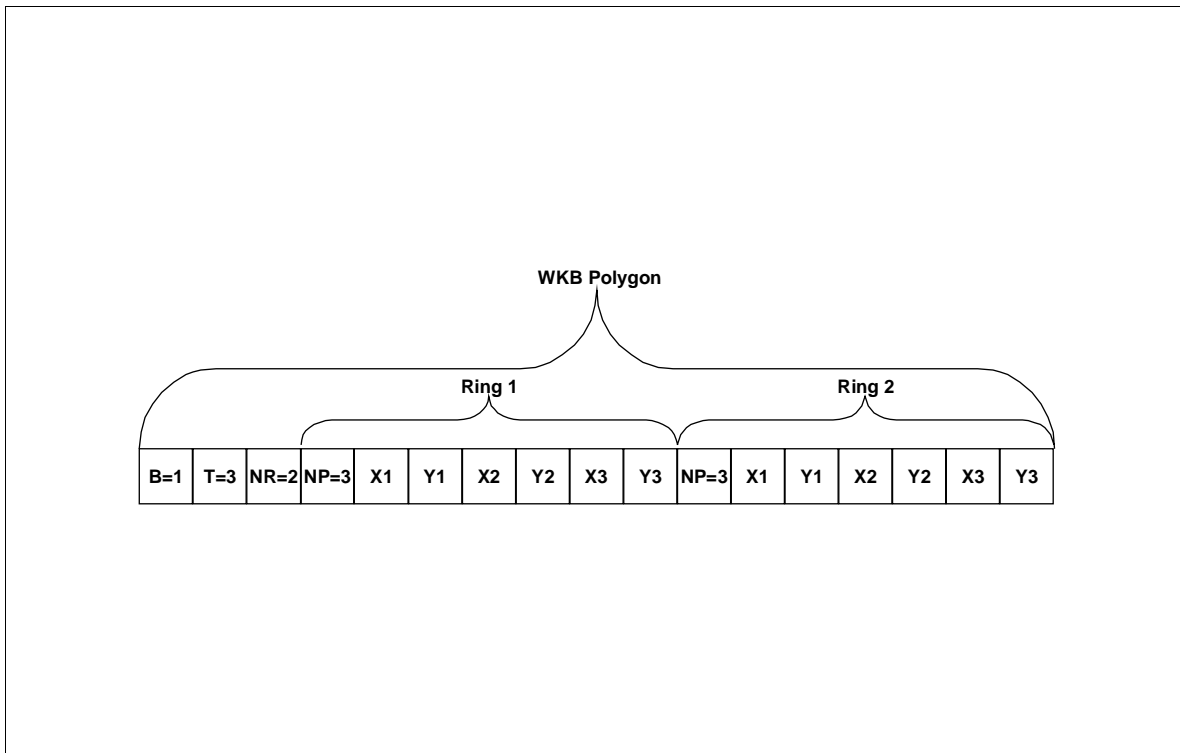 WKB Polygon
Ring 1 Ring 2
B=1 T=3 NR=2 NP=3 X1 Y1 X2 Y2 X3 Y3 NP=3 X1 Y1 X2 Y2 X3 Y3